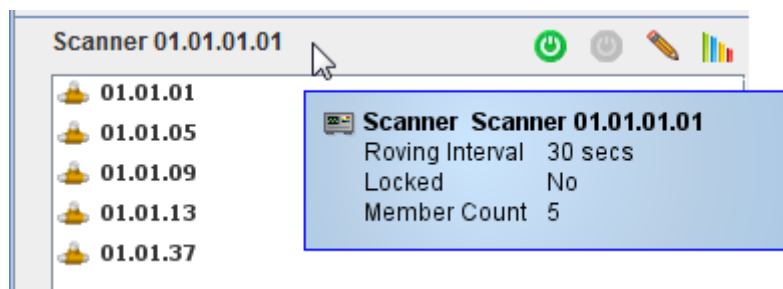 Scanner 01.01.01.01
01.01.01
01.01.05
01.01.09
01.01.13
01.01.37
Scanner Scanner 01.01.01.01
Roving Interval 30 secs
Locked No
Member Count 5